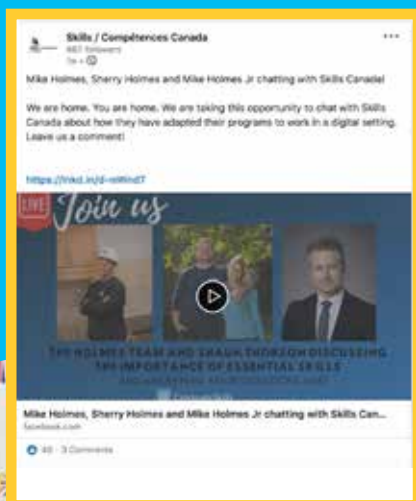 Skills / Compétences Canada
followers
Mike Holmes, Sherry Holmes and Mike Holmes Jr chatting with Skills Canada!
We are home. You are home. We are taking this opportunity to chat with Skills
Canada about how they have adapted their programs to work in a digital setting.
Leave us a comment!
LIVE
Join us
THE HOLMES TEAM AND SHAUN THORSON DISCUSSING
THE IMPORTANCE OF ESSENTIAL SKILLS
Mike Holmes, Sherry Holmes and Mike Holmes Jr chatting with Skills Can...
facebook.com
3 Comments